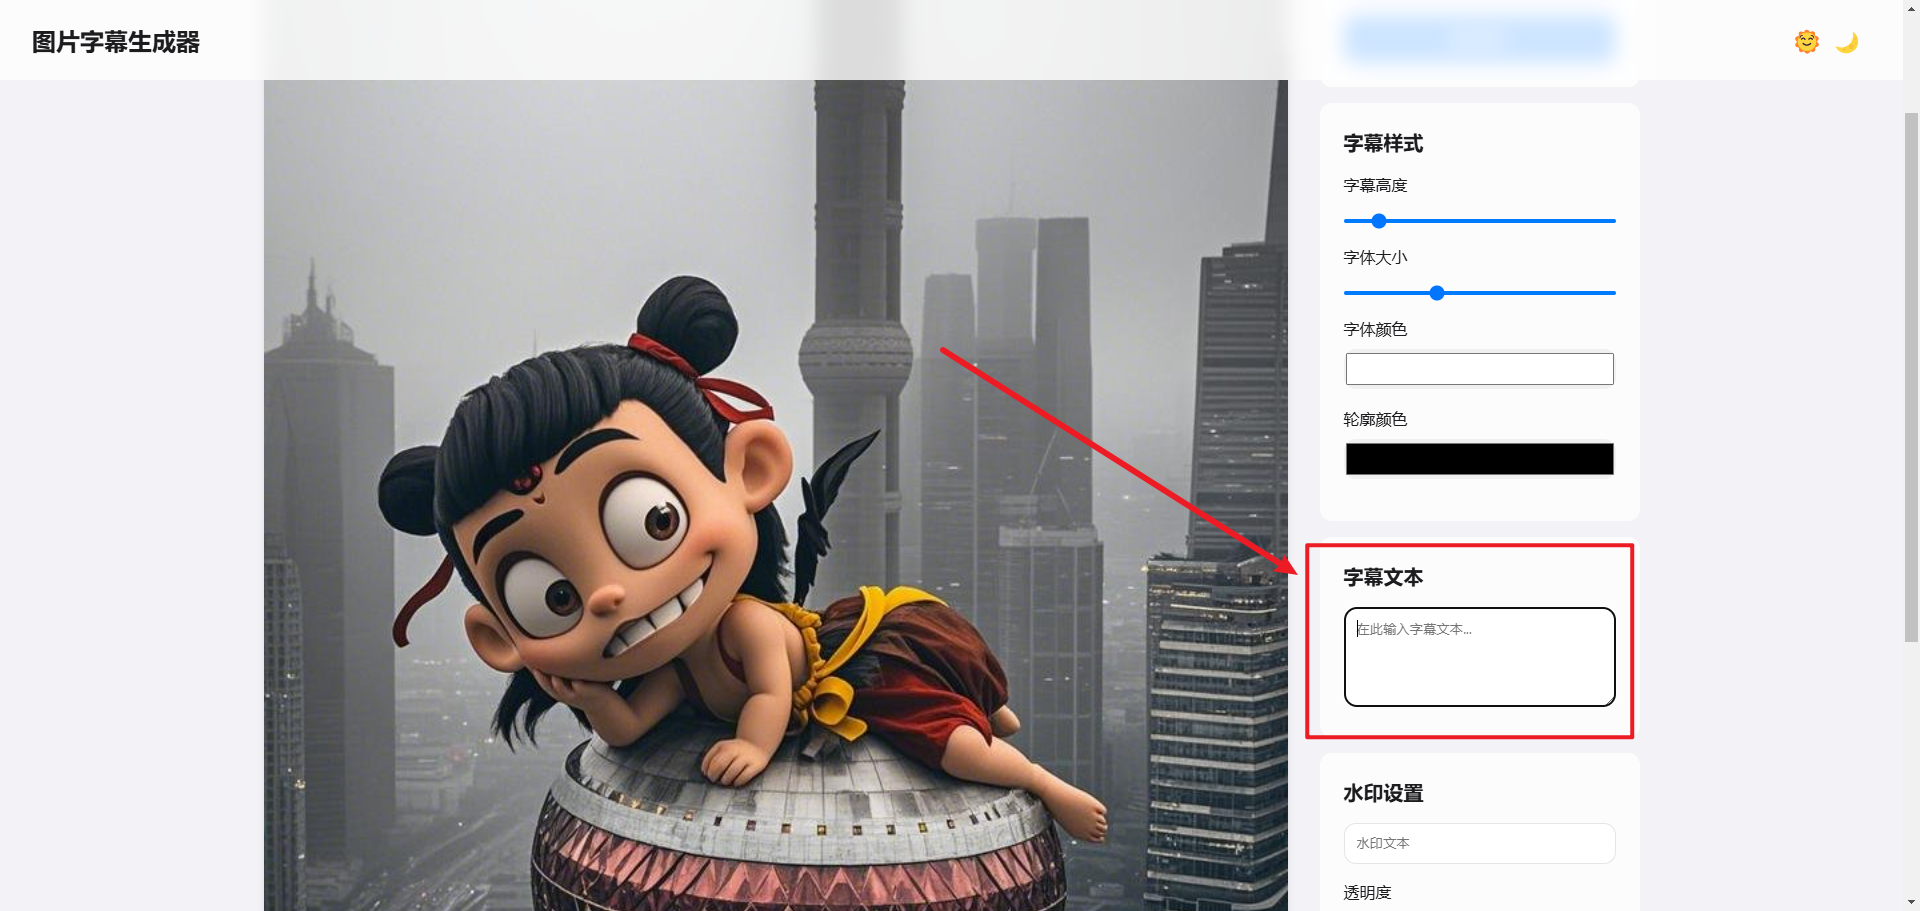 图片字幕生成器
字幕样式
字幕高度
字体大小
字体颜色
轮廓颜色
字幕文本
在此输入字幕文本...
水印设置
水印文本
透明度